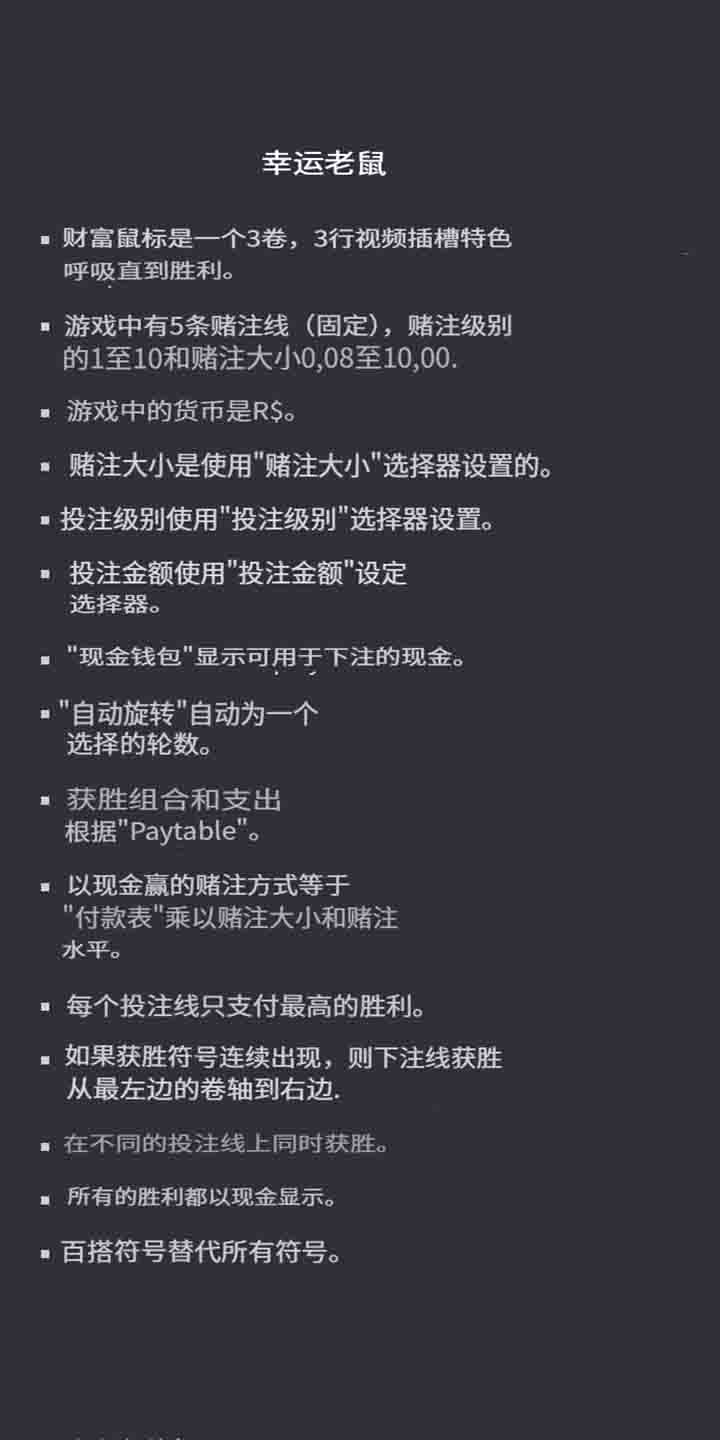 幸运老鼠
▪ 财富鼠标是一个3卷，3行视频插槽特色
呼吸直到胜利。
▪ 游戏中有5条赌注线（固定），赌注级别
的1至10和赌注大小0,08至10,00.
▪ 游戏中的货币是R$。
▪ 赌注大小是使用"赌注大小"选择器设置的。
▪ 投注级别使用"投注级别"选择器设置。
▪ 投注金额使用"投注金额"设定
选择器。
▪ "现金钱包"显示可用于下注的现金。
▪ "自动旋转"自动为一个
选择的轮数。
▪ 获胜组合和支出
根据"Paytable"。
▪ 以现金赢的赌注方式等于
"付款表"乘以赌注大小和赌注
水平。
▪ 每个投注线只支付最高的胜利。
▪ 如果获胜符号连续出现，则下注线获胜
从最左边的卷轴到右边.
▪ 在不同的投注线上同时获胜。
▪ 所有的胜利都以现金显示。
▪ 百搭符号替代所有符号。